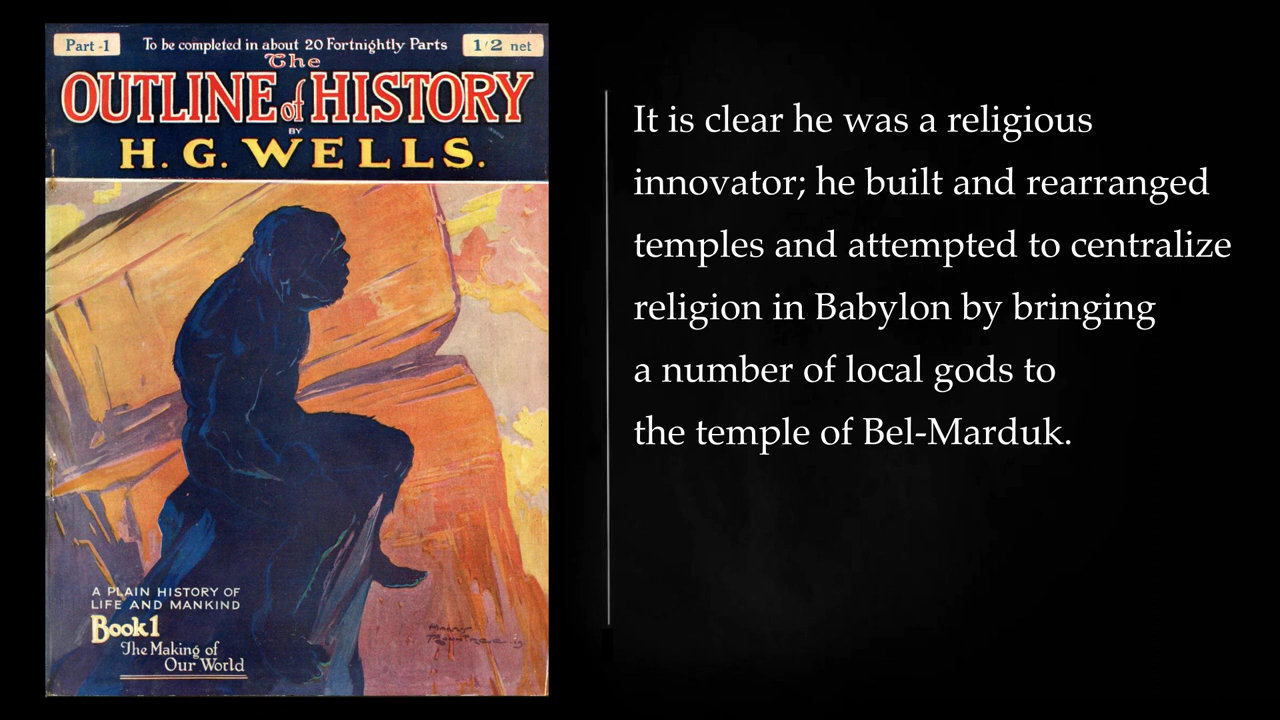 Part -1
To be completed in about 20 Fortnightly Parts
1/2 net
The
OUTLINE of HISTORY
BY
H. G. WELLS.
It is clear he was a religious
innovator; he built and rearranged
temples and attempted to centralize
religion in Babylon by bringing
a number of local gods to
the temple of Bel-Marduk.
A PLAIN HISTORY OF
LIFE AND MANKIND
Book 1
The Making of
Our World